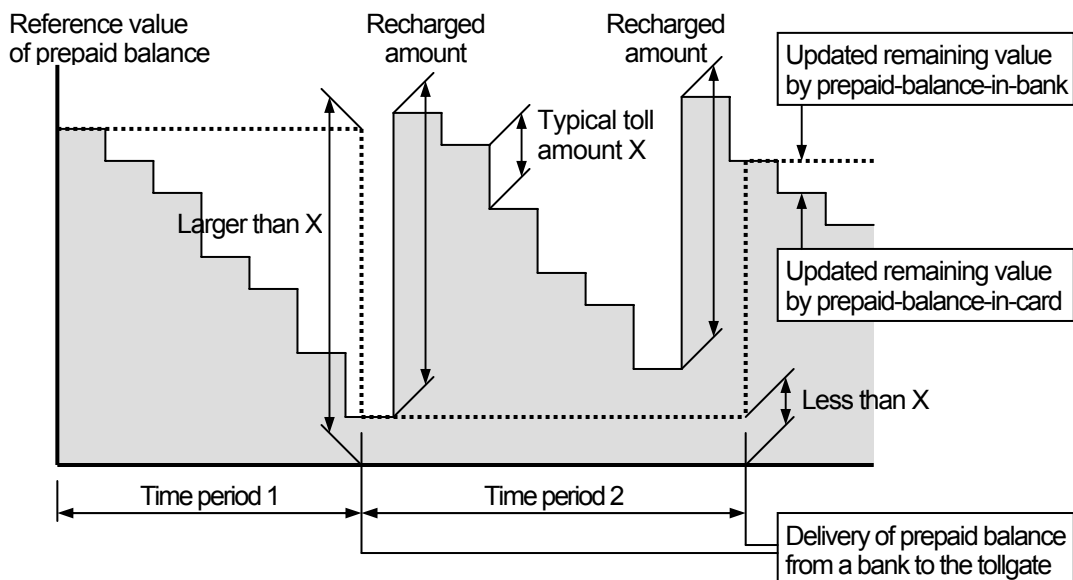 Reference value
of prepaid balance
Recharged
amount
Recharged
amount
Updated remaining value
by prepaid-balance-in-bank
Typical toll
amount X
Larger than X
Updated remaining value
by prepaid-balance-in-card
Less than X
Time period 1
Time period 2
Delivery of prepaid balance
from a bank to the tollgate